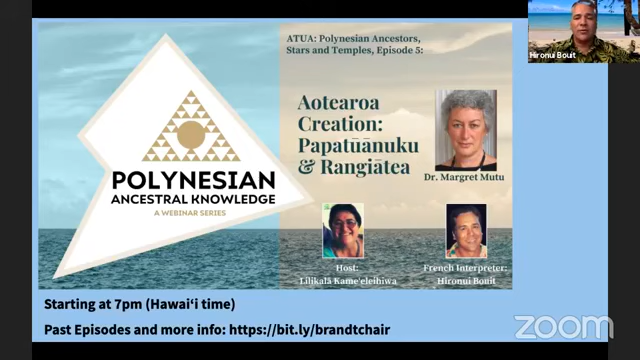 ATUA: Polynesian Ancestors,
Stars and Temples, Episode 5:
Aotearoa
Creation:
Papatūānuku
& Rangiātea
Dr. Margret Mutu
POLYNESIAN
ANCESTRAL KNOWLEDGE
A WEBINAR SERIES
Host:
Lilikalā Kame'eleihiwa
French Interpreter:
Hironui Bouit
Starting at 7pm (Hawaiʻi time)
Past Episodes and more info: https://bit.ly/brandtchair
Hironui Bouit
zoom